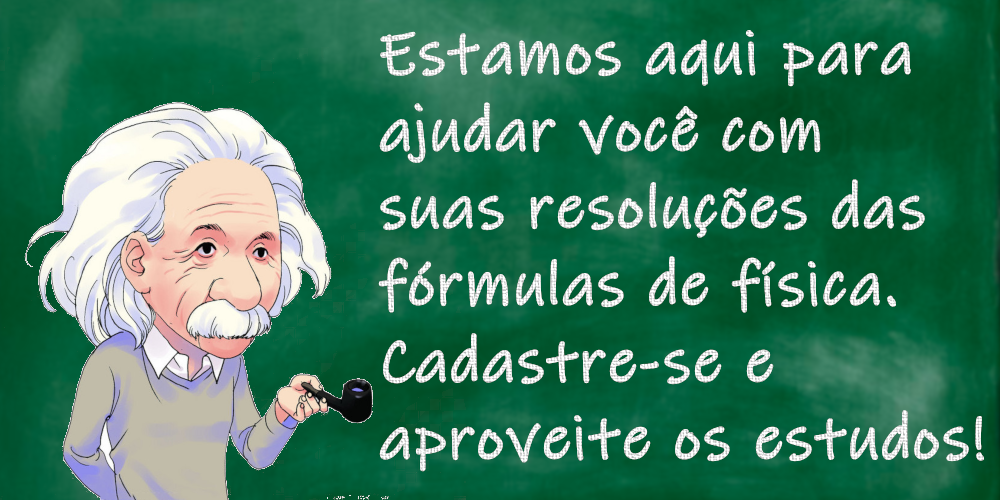 Estamos aqui para
ajudar você com
suas resoluções das
fórmulas de física.
Cadastre-se e
aproveite os estudos!